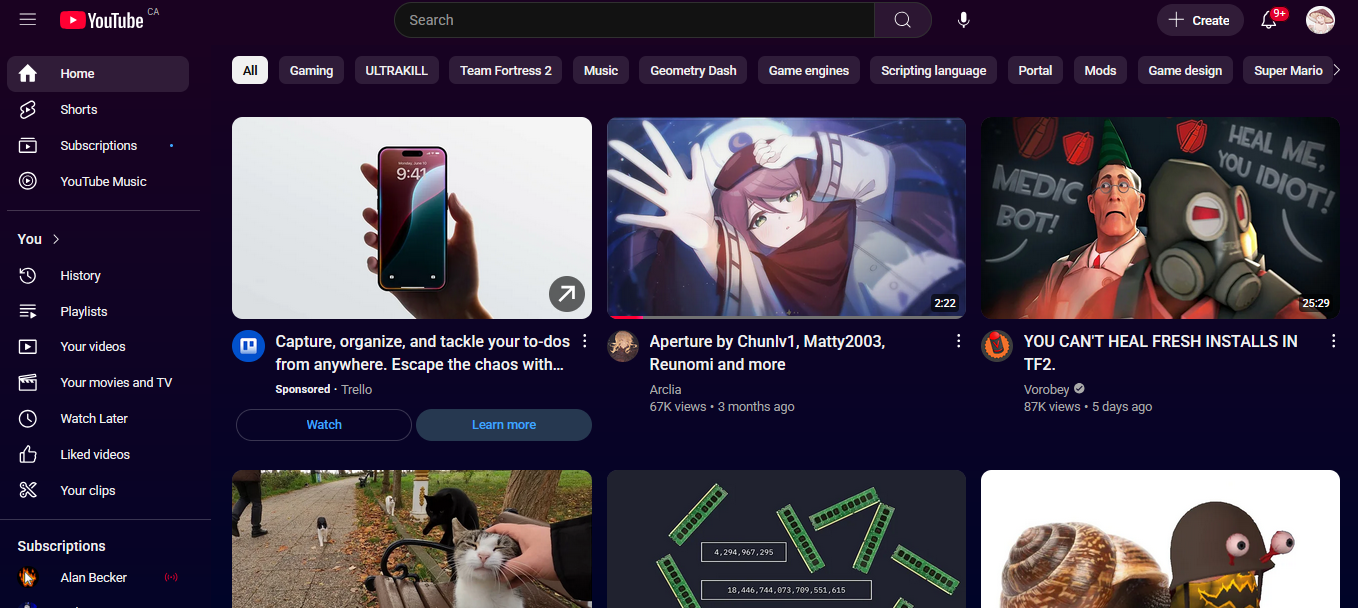 YouTube CA
Search
Create
9+
Home
Shorts
Subscriptions
YouTube Music
You
History
Playlists
Your videos
Your movies and TV
Watch Later
Liked videos
Your clips
Subscriptions
Alan Becker
All
Gaming
ULTRAKILL
Team Fortress 2
Music
Geometry Dash
Game engines
Scripting language
Portal
Mods
Game design
Super Mario
9:41
Capture, organize, and tackle your to-dos
from anywhere. Escape the chaos with...
Sponsored · Trello
Watch
Learn more
2:22
Aperture by Chunlv1, Matty2003,
Reunomi and more
Arclia
67K views • 3 months ago
MEDIC
BOT!
HEAL ME,
YOU IDIOT!
25:29
YOU CAN'T HEAL FRESH INSTALLS IN
TF2.
Vorobey
87K views • 5 days ago
4,294,967,295
18,446,744,073,709,551,615